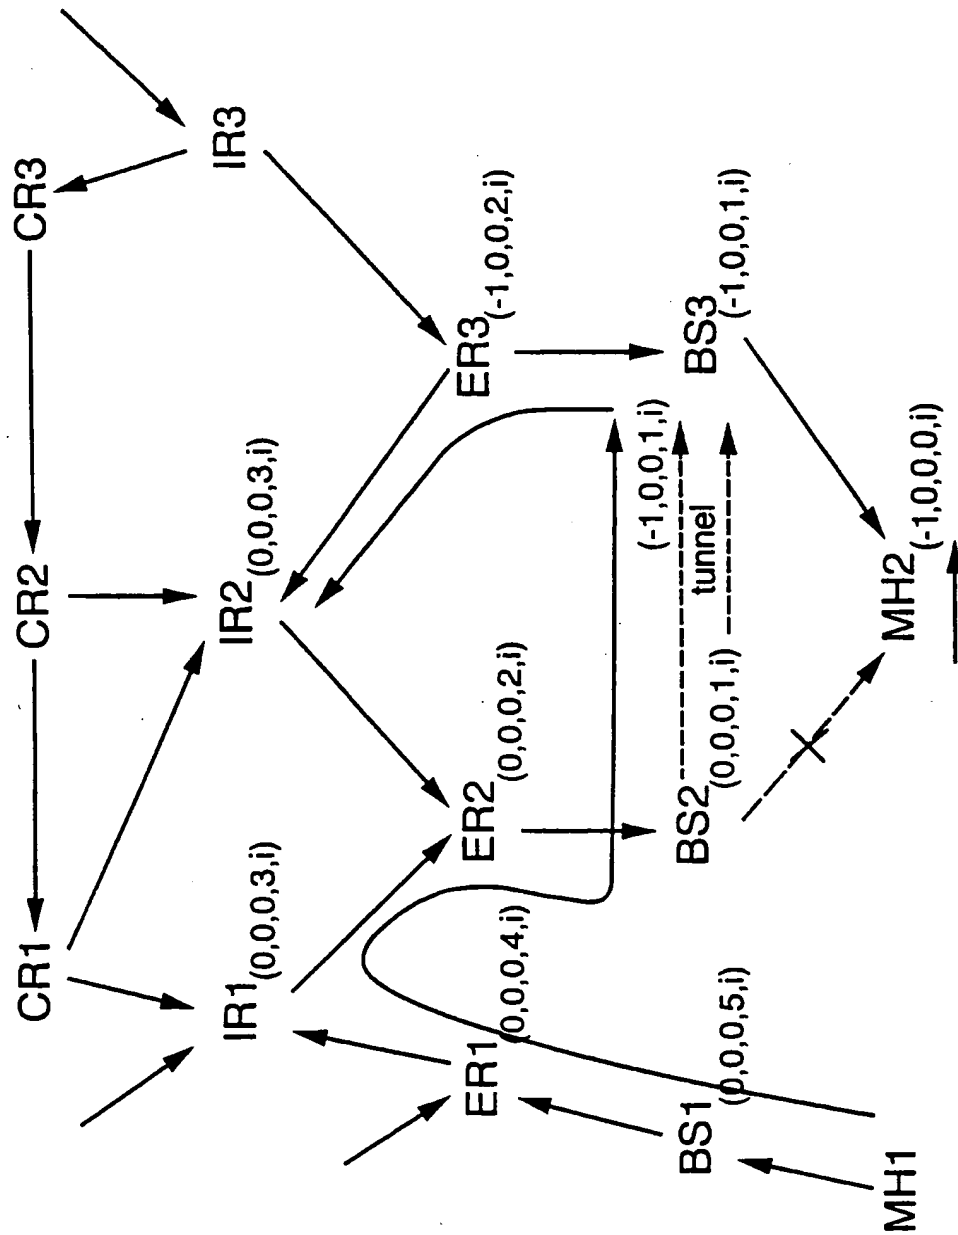 CR1
CR2
CR3
IR1 (0,0,0,3,i)
IR2 (0,0,0,3,i)
IR3
ER1 (0,0,0,4,i)
ER2 (0,0,0,2,i)
ER3 (-1,0,0,2,i)
(-1,0,0,1,i)
tunnel
BS1 (0,0,0,5,i)
BS2 (0,0,0,1,i)
BS3 (-1,0,0,1,i)
MH1
MH2 (-1,0,0,0,i)